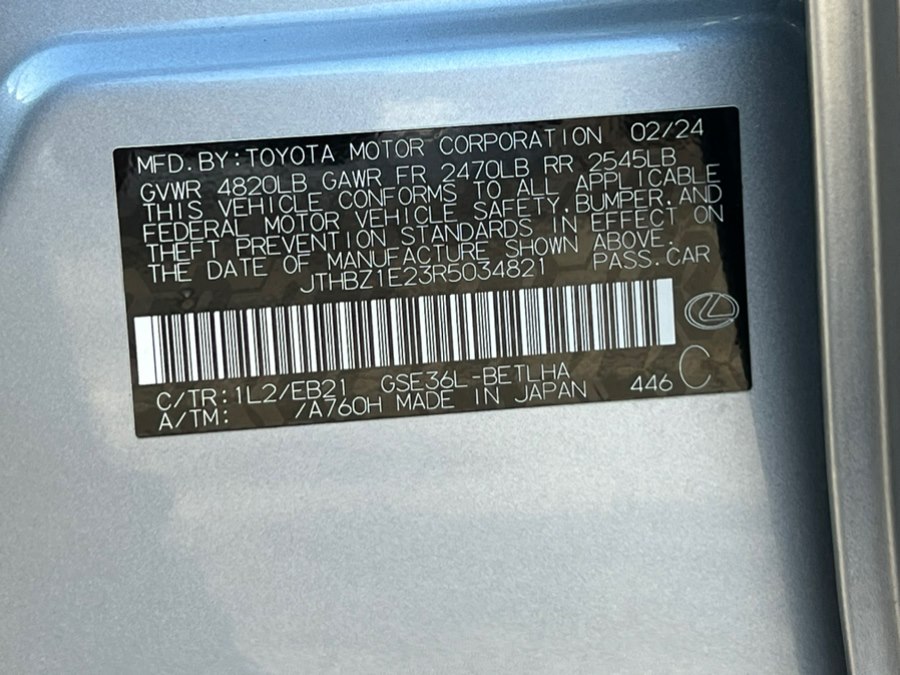 MFD.BY:TOYOTA MOTOR CORPORATION 02/24
GVWR 4820LB GAWR FR 2470LB RR 2545LB
THIS VEHICLE CONFORMS TO ALL APPLICABLE
FEDERAL MOTOR VEHICLE SAFETY,BUMPER,AND
THEFT PREVENTION STANDARDS IN EFFECT ON
THE DATE OF MANUFACTURE SHOWN ABOVE.
JTHBZ1E23R5034821 PASS.CAR
C/TR:1L2/EB21 GSE36L-BETLHA
A/TM: /A760H MADE IN JAPAN 446 C